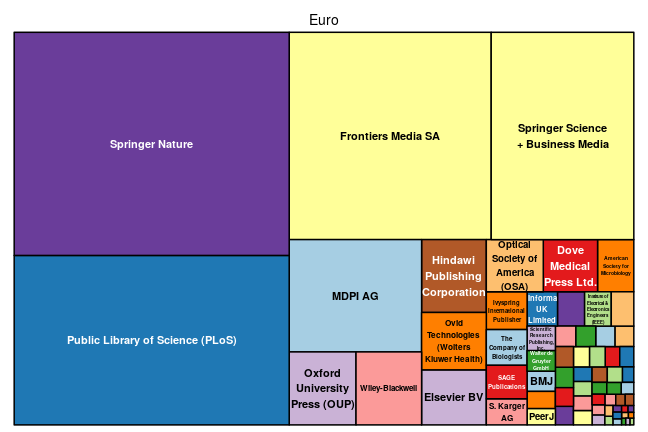 Euro
Springer Nature
Frontiers Media SA
Springer Science
+ Business Media
Public Library of Science (PLoS)
MDPI AG
Hindawi
Publishing
Corporation
Optical
Society of
America
(OSA)
Dove
Medical
Press Ltd.
American
Society for
Microbiology
Ovid
Technologies
(Wolters
Kluwer Health)
Ivyspring
International
Publisher
Informa
UK
Limited
Institute of
Electrical &
Electronics
Engineers
(IEEE)
The
Company of
Biologists
Scientific
Research
Publishing,
Inc.
Walter de
Gruyter
GmbH
Oxford
University
Press (OUP)
Wiley-Blackwell
Elsevier BV
SAGE
Publications
BMJ
S. Karger
AG
PeerJ